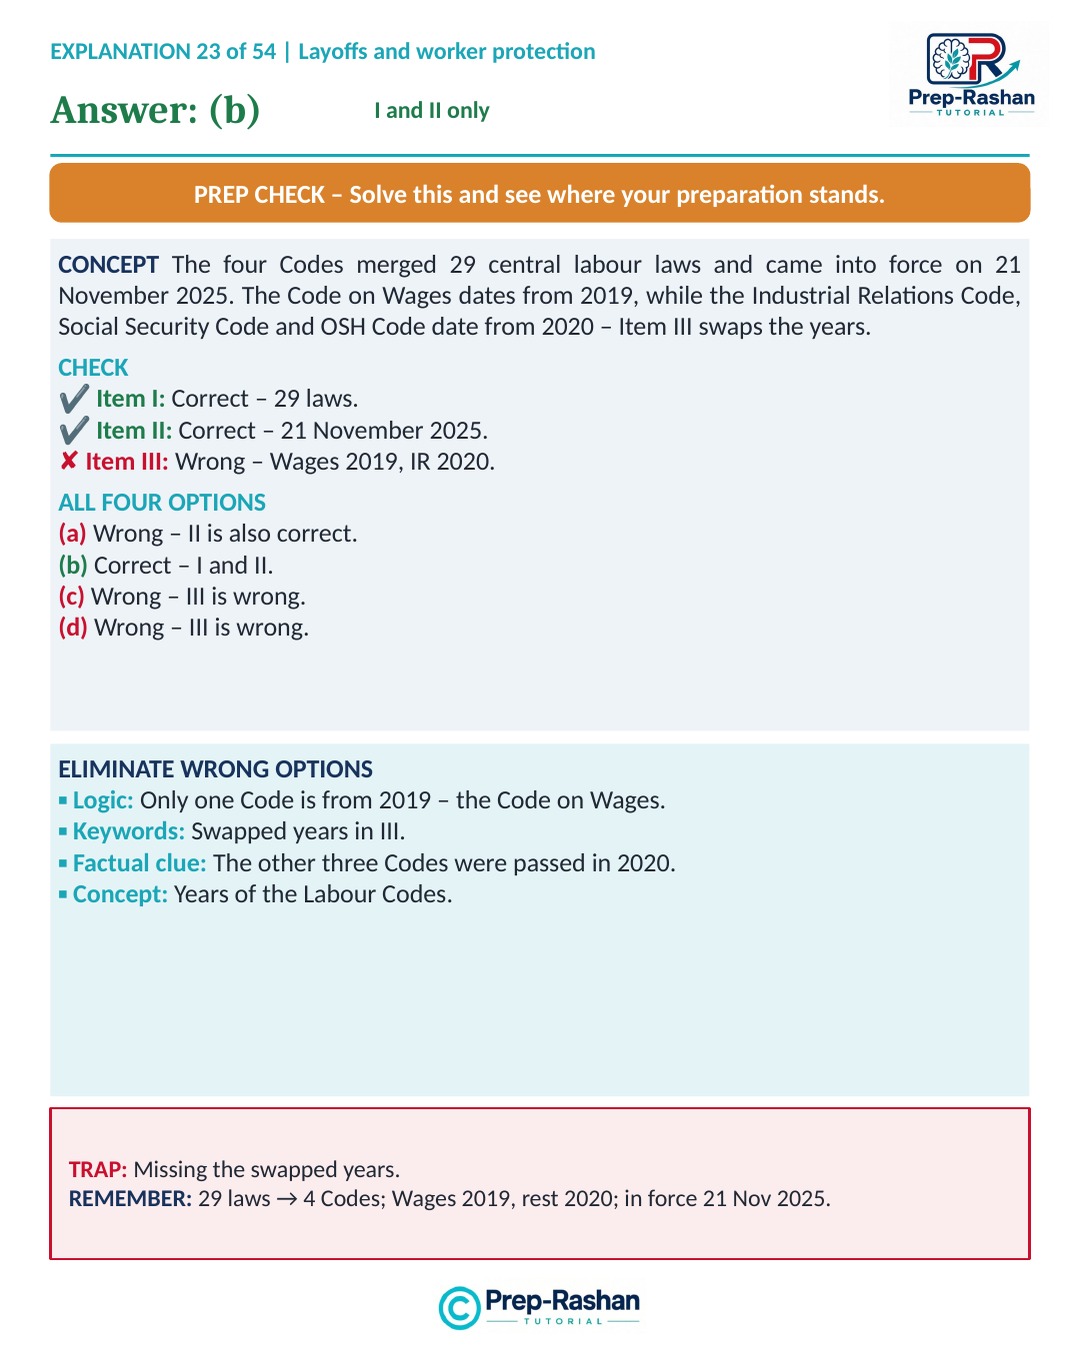 EXPLANATION 23 of 54 | Layoffs and worker protection
Prep-Rashan
TUTORIAL
Answer: (b) I and II only
PREP CHECK – Solve this and see where your preparation stands.
CONCEPT The four Codes merged 29 central labour laws and came into force on 21
November 2025. The Code on Wages dates from 2019, while the Industrial Relations Code,
Social Security Code and OSH Code date from 2020 – Item III swaps the years.
CHECK
✔ Item I: Correct – 29 laws.
✔ Item II: Correct – 21 November 2025.
✘ Item III: Wrong – Wages 2019, IR 2020.
ALL FOUR OPTIONS
(a) Wrong – II is also correct.
(b) Correct – I and II.
(c) Wrong – III is wrong.
(d) Wrong – III is wrong.
ELIMINATE WRONG OPTIONS
▪ Logic: Only one Code is from 2019 – the Code on Wages.
▪ Keywords: Swapped years in III.
▪ Factual clue: The other three Codes were passed in 2020.
▪ Concept: Years of the Labour Codes.
TRAP: Missing the swapped years.
REMEMBER: 29 laws → 4 Codes; Wages 2019, rest 2020; in force 21 Nov 2025.
© Prep-Rashan
TUTORIAL